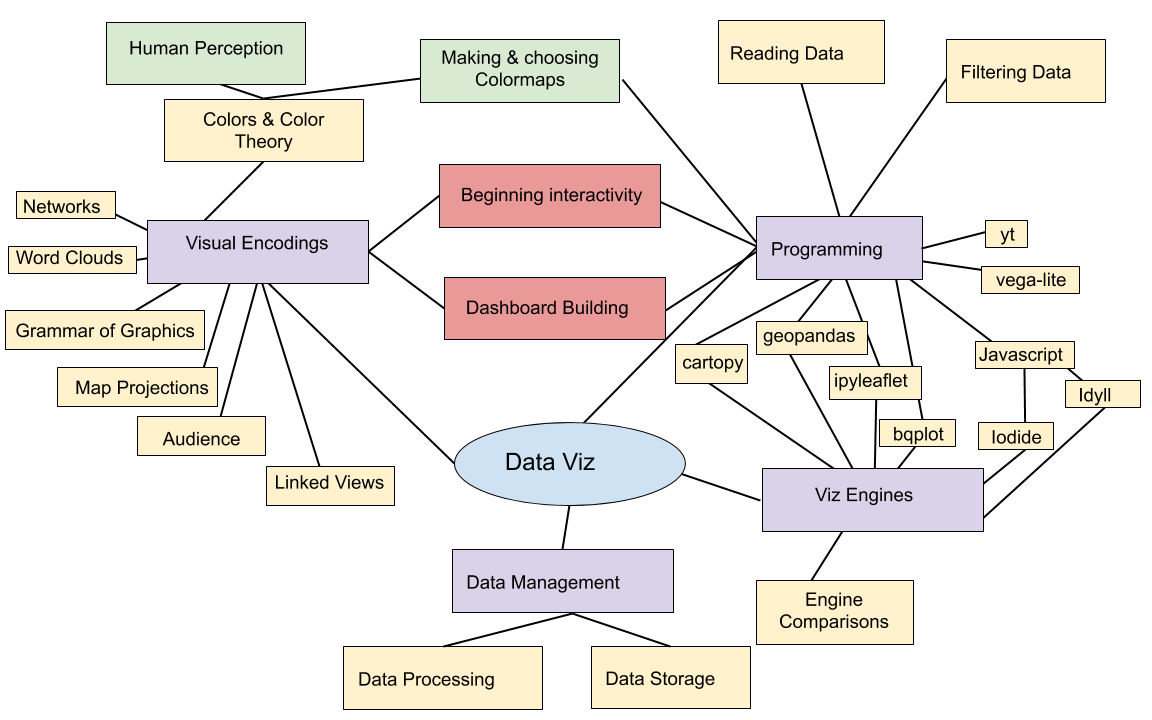 Human Perception
Making & choosing
Colormaps
Reading Data
Filtering Data
Colors & Color
Theory
Beginning interactivity
Networks
Visual Encodings
Word Clouds
Programming
yt
vega-lite
Dashboard Building
Grammar of Graphics
geopandas
cartopy
Javascript
ipyleaflet
Idyll
Map Projections
Audience
bqplot
Iodide
Data Viz
Linked Views
Viz Engines
Data Management
Engine
Comparisons
Data Processing
Data Storage